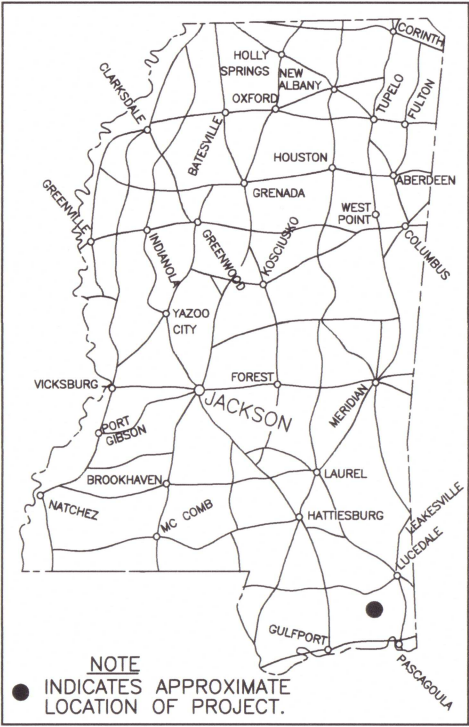 CORINTH
HOLLY
SPRINGS
NEW
ALBANY
CLARKSDALE
OXFORD
TUPELO
FULTON
BATESVILLE
HOUSTON
GRENADA
ABERDEEN
GREENVILLE
WEST
POINT
INDIANOLA
GREENWOOD
KOSCIUSKO
COLUMBUS
YAZOO
CITY
VICKSBURG
FOREST
JACKSON
MERIDIAN
PORT
GIBSON
BROOKHAVEN
LAUREL
NATCHEZ
MC COMB
HATTIESBURG
LEAKESVILLE
LUCEDALE
GULFPORT
PASCAGOULA
NOTE
INDICATES APPROXIMATE
LOCATION OF PROJECT.